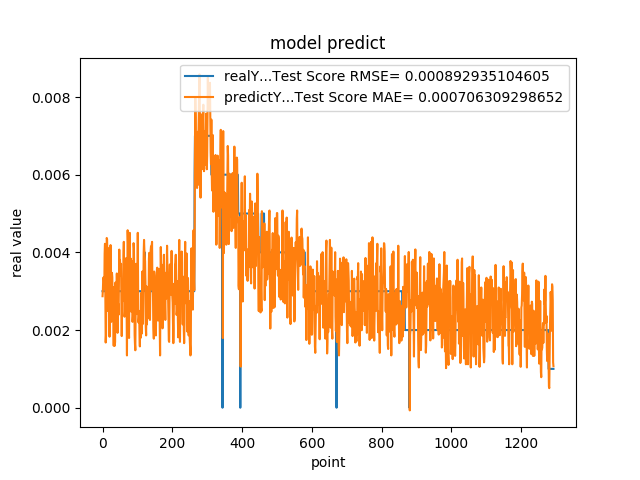 model predict
realY...Test Score RMSE= 0.000892935104605
predictY...Test Score MAE= 0.000706309298652
real value
0.008
0.006
0.004
0.002
0.000
0 200 400 600 800 1000 1200
point